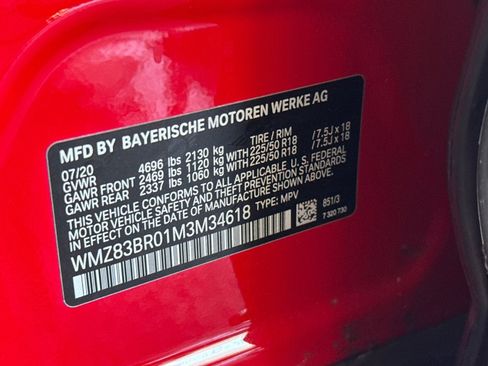 MFD BY BAYERISCHE MOTOREN WERKE AG
07/20 TIRE / RIM
GVWR 4696 lbs 2130 kg
GAWR FRONT 2469 lbs 1120 kg WITH 225/50 R18 / 7.5J x 18
GAWR REAR 2337 lbs 1060 kg WITH 225/50 R18 / 7.5J x 18
THIS VEHICLE CONFORMS TO ALL APPLICABLE U.S. FEDERAL
MOTOR VEHICLE SAFETY AND THEFT PREVENTION STANDARDS
IN EFFECT ON THE DATE OF MANUFACTURE SHOWN ABOVE.
WMZ83BR01M3M34618 TYPE: MPV 851/3
7 320 730